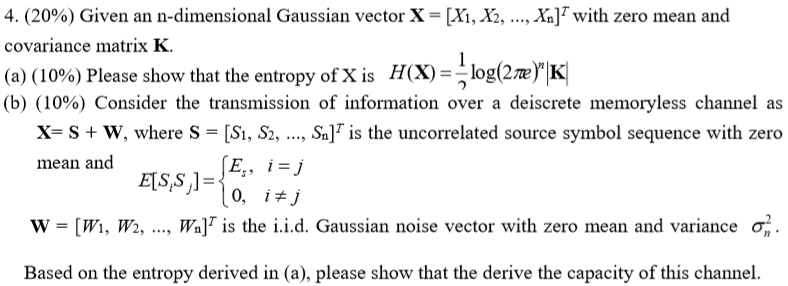 4. (20%) Given an n-dimensional Gaussian vector X = [X₁, X₂, ..., Xₙ]ᵀ with zero mean and
covariance matrix K.
(a) (10%) Please show that the entropy of X is H(X) = 1/2 log(2πe)ⁿ|K|
(b) (10%) Consider the transmission of information over a deiscrete memoryless channel as
X= S + W, where S = [S₁, S₂, ..., Sₙ]ᵀ is the uncorrelated source symbol sequence with zero
mean and E[SᵢSⱼ] = { Eₛ, i = j
0, i ≠ j
W = [W₁, W₂, ..., Wₙ]ᵀ is the i.i.d. Gaussian noise vector with zero mean and variance σₙ².
Based on the entropy derived in (a), please show that the derive the capacity of this channel.